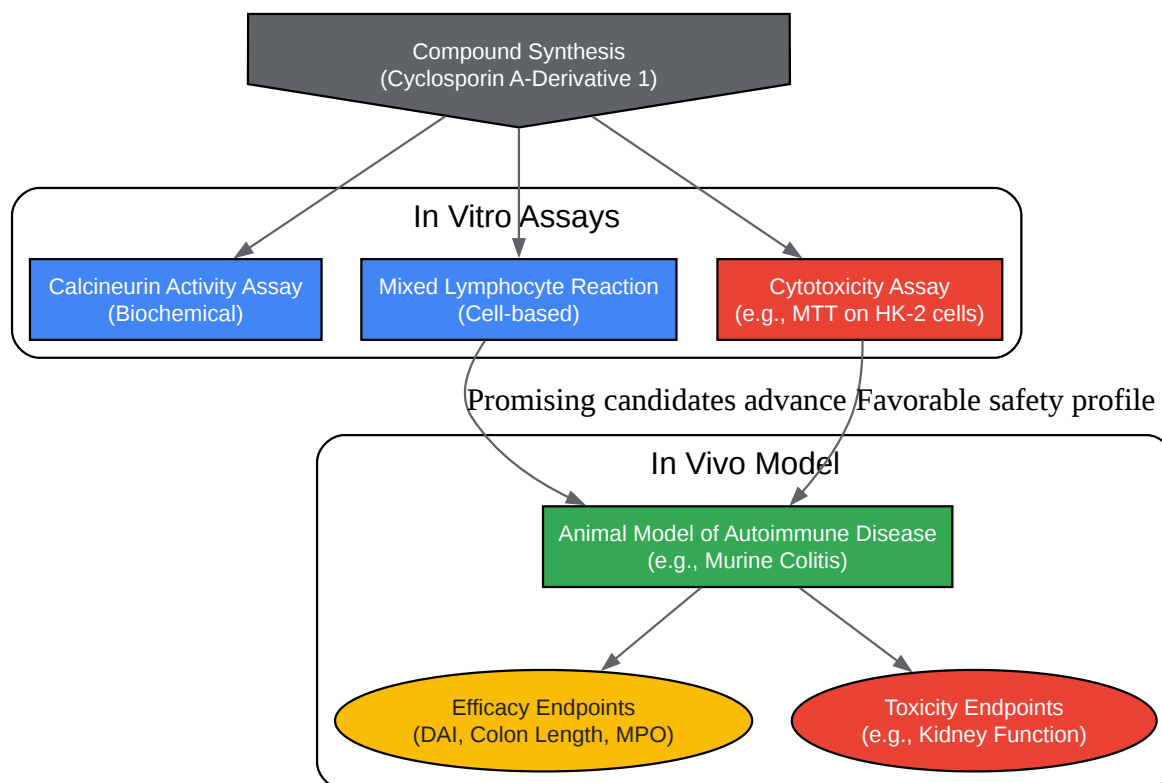 Compound Synthesis
(Cyclosporin A-Derivative 1)
In Vitro Assays
Calcineurin Activity Assay
(Biochemical)
Mixed Lymphocyte Reaction
(Cell-based)
Cytotoxicity Assay
(e.g., MTT on HK-2 cells)
Promising candidates advance
Favorable safety profile
In Vivo Model
Animal Model of Autoimmune Disease
(e.g., Murine Colitis)
Efficacy Endpoints
(DAI, Colon Length, MPO)
Toxicity Endpoints
(e.g., Kidney Function)